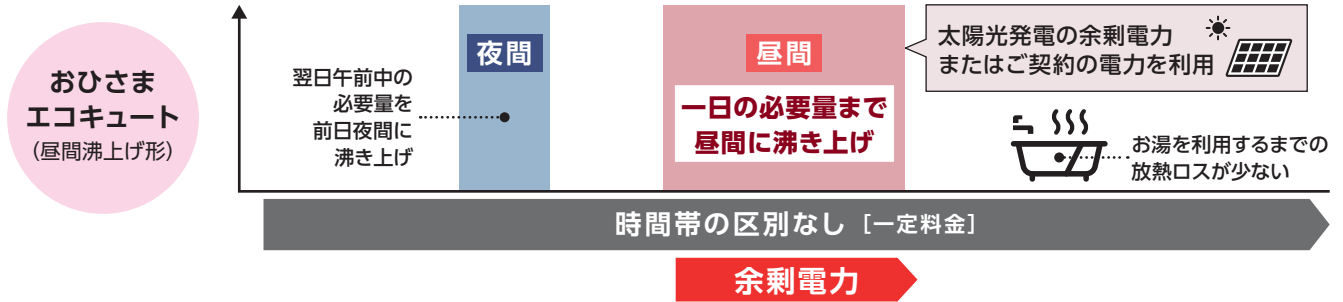 おひさま
エコキュート
（昼間沸上げ形）
翌日午前中の
必要量を
前日夜間に
沸き上げ
夜間
昼間
一日の必要量まで
昼間に沸き上げ
太陽光発電の余剰電力
またはご契約の電力を利用
お湯を利用するまでの
放熱ロスが少ない
時間帯の区別なし［一定料金］
余剰電力